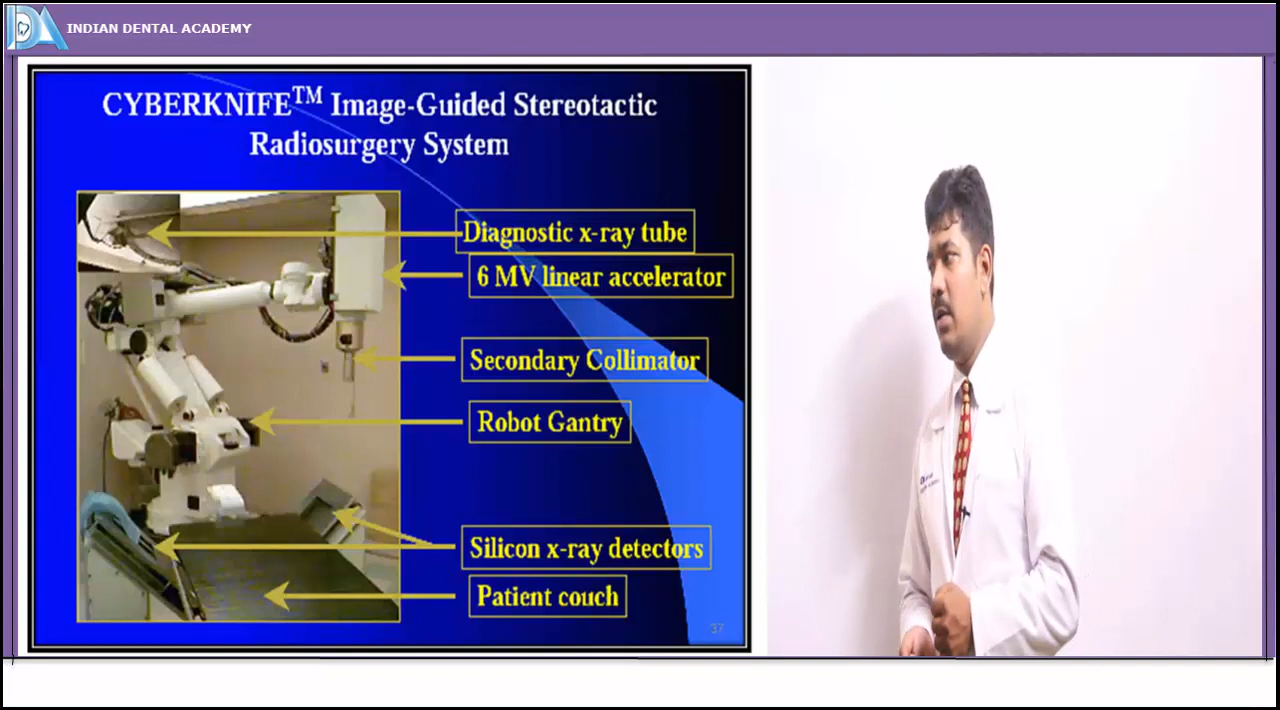 INDIAN DENTAL ACADEMY
CYBERKNIFE™ Image-Guided Stereotactic
Radiosurgery System
Diagnostic x-ray tube
6 MV linear accelerator
Secondary Collimator
Robot Gantry
Silicon x-ray detectors
Patient couch
37